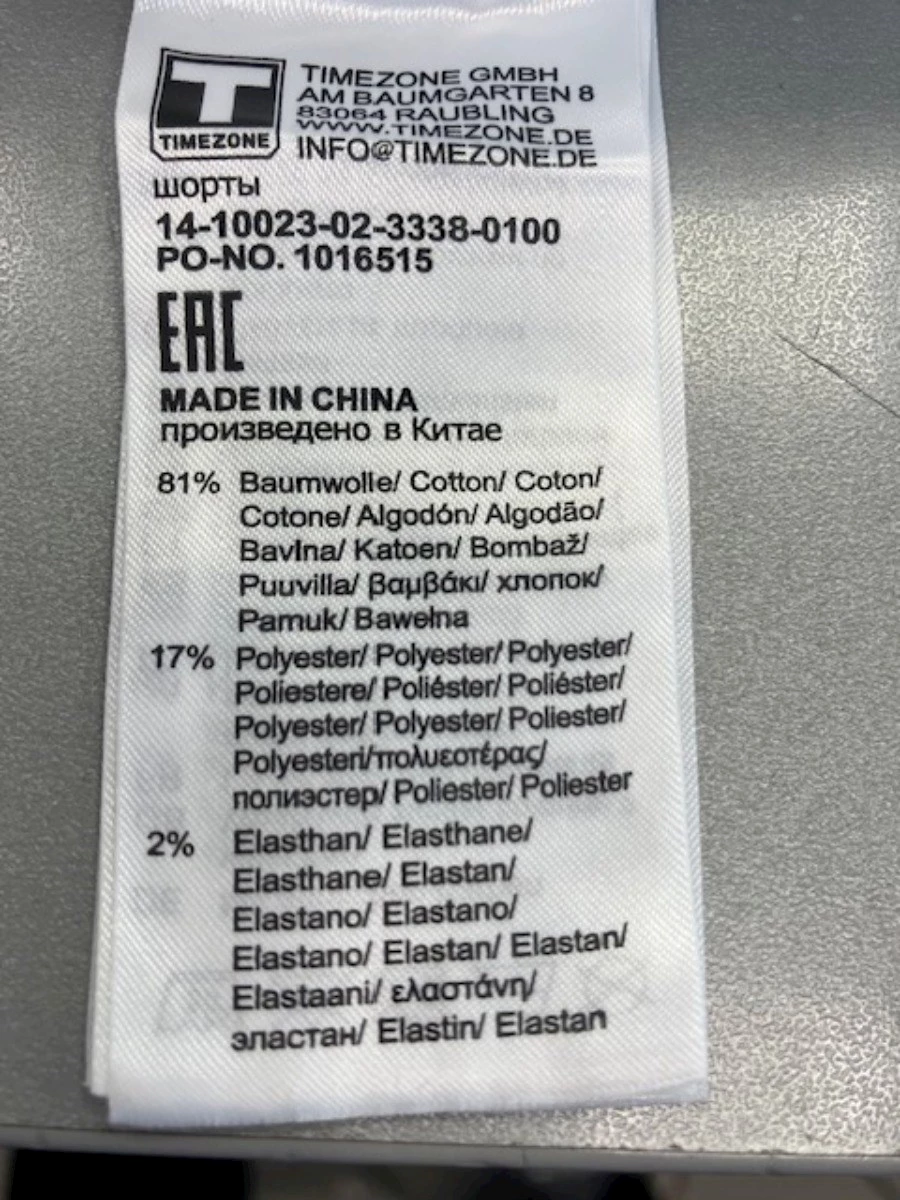 T
TIMEZONE
TIMEZONE GMBH
AM BAUMGARTEN 8
83064 RAUBLING
WWW.TIMEZONE.DE
INFO@TIMEZONE.DE
шорты
14-10023-02-3338-0100
PO-NO. 1016515
EAC
MADE IN CHINA
произведено в Китае
81% Baumwolle/ Cotton/ Coton/
Cotone/ Algodón/ Algodão/
Bavlna/ Katoen/ Bombaž/
Puuvilla/ βαμβάκι/ хлопок/
Pamuk/ Bawełna
17% Polyester/ Polyester/ Polyester/
Poliestere/ Poliéster/ Poliéster/
Polyester/ Polyester/ Poliester/
Polyesteri/πολυεστέρας/
полиэстер/ Poliester/ Poliester
2% Elasthan/ Elasthane/
Elasthane/ Elastan/
Elastano/ Elastano/
Elastano/ Elastan/ Elastan/
Elastaani/ ελαστάνη/
эластан/ Elastin/ Elastan